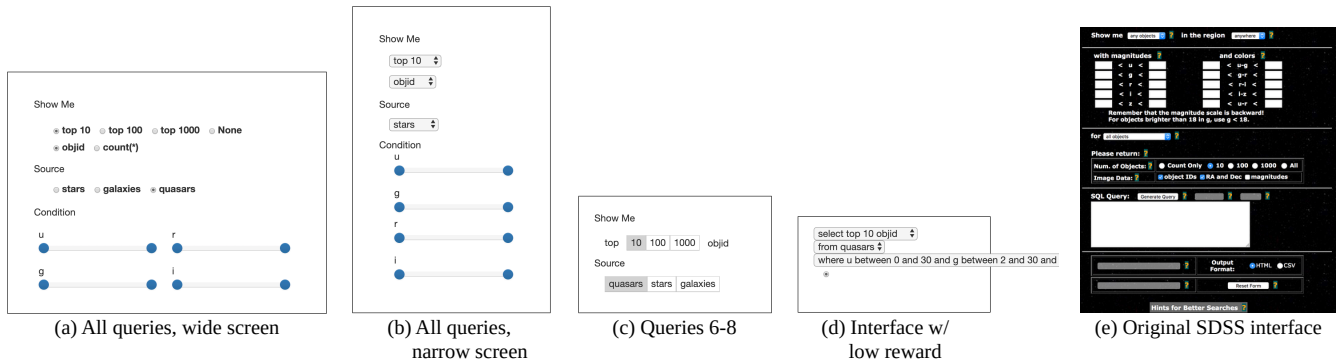 Show Me
top 10 top 100 top 1000 None
objid count(*)
Source
stars galaxies quasars
Condition
u r
g i
(a) All queries, wide screen
Show Me
top 10
objid
Source
stars
Condition
u
g
r
i
(b) All queries,
narrow screen
Show Me
top 10 100 1000 objid
Source
quasars stars galaxies
(c) Queries 6-8
select top 10 objid
from quasars
where u between 0 and 30 and g between 2 and 30 and
(d) Interface w/
low reward
Show me any objects ? in the region anywhere ?
with magnitudes ? and colors ?
< u < < u-g <
< g < < g-r <
< r < < r-i <
< i < < i-z <
< z < < u-r <
Remember that the magnitude scale is backward!
For objects brighter than 18 in g, use g < 18.
for all objects ?
Please return: ?
Num. of Objects: ? Count Only 10 100 1000 All
Image Data: ? object IDs RA and Dec magnitudes
SQL Query: Generate Query ? ? ?
? Output Format: HTML CSV
? Reset Form ?
Hints for Better Searches ?
(e) Original SDSS interface